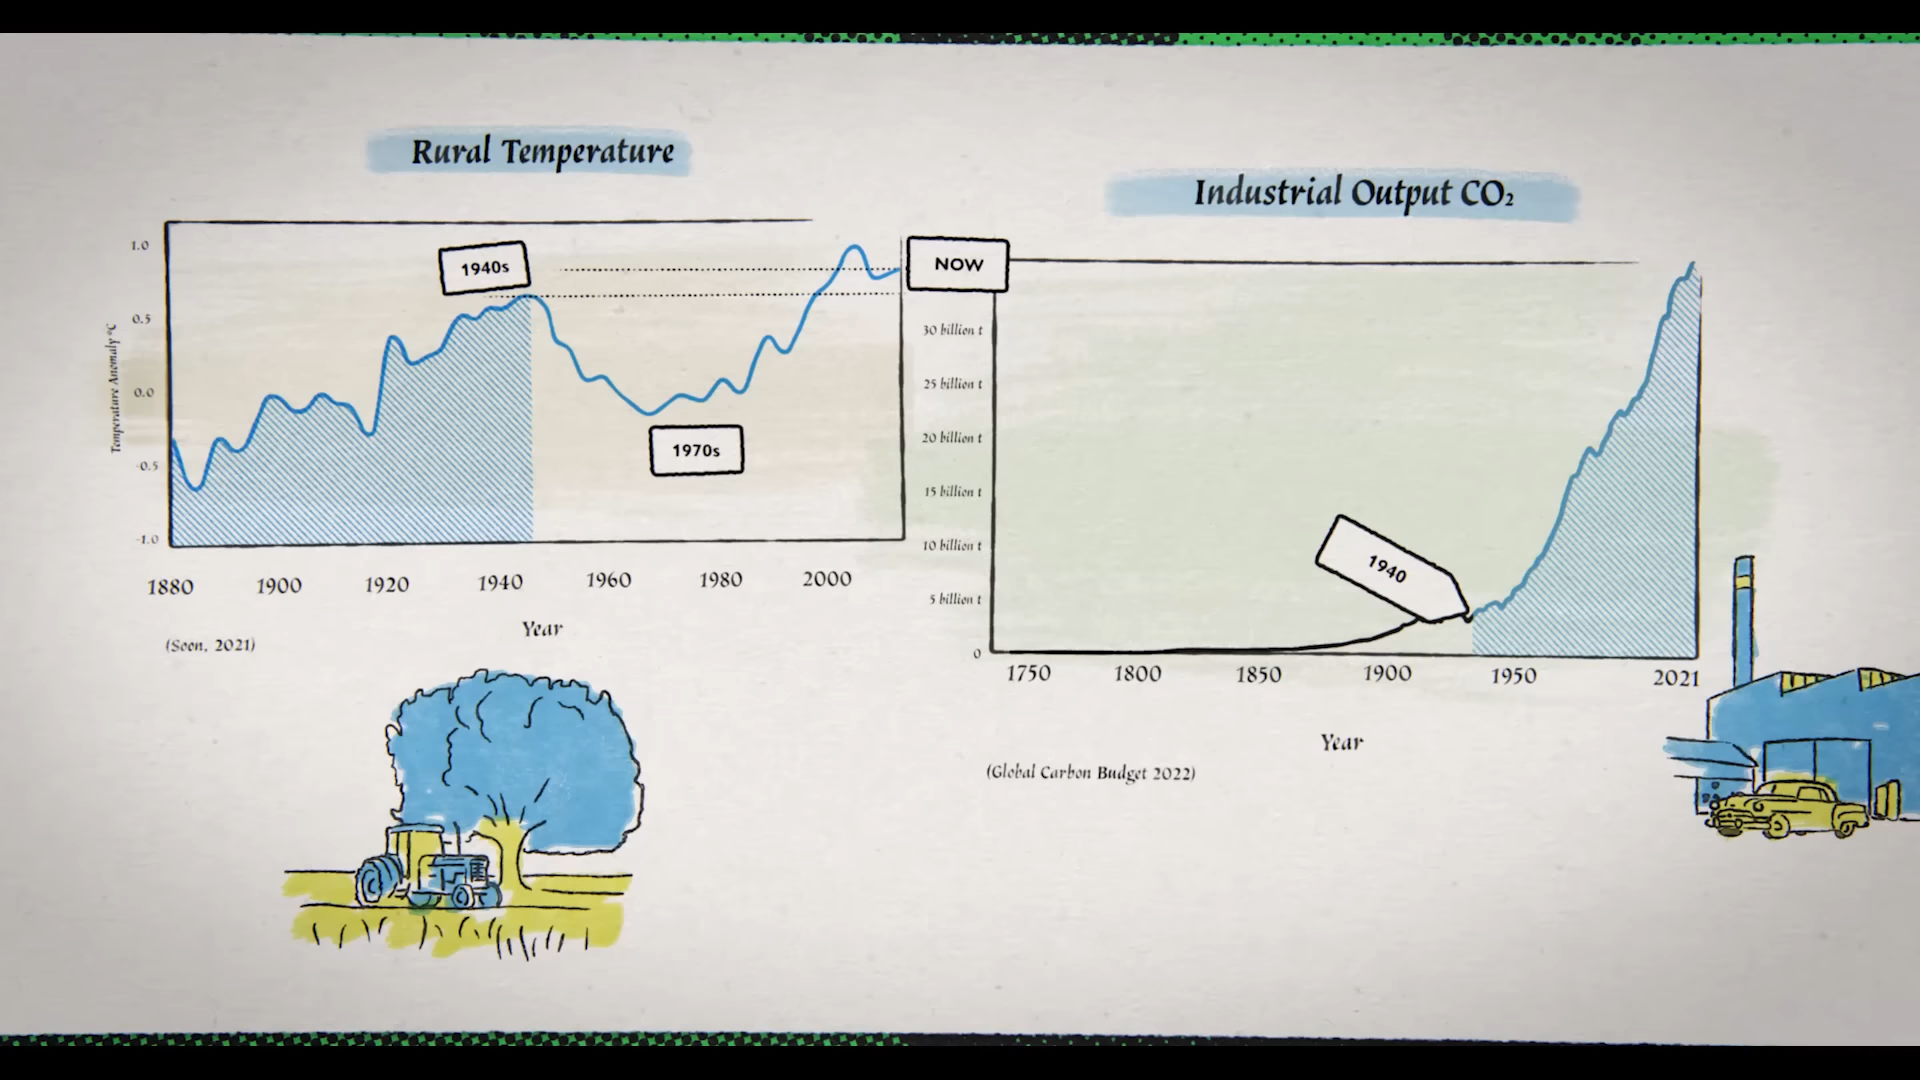 Rural Temperature
1.0
0.5
0.0
-0.5
-1.0
Temperature Anomaly °C
1940s
1970s
1880 1900 1920 1940 1960 1980 2000
Year
(Soon, 2021)
Industrial Output CO₂
NOW
30 billion t
25 billion t
20 billion t
15 billion t
10 billion t
5 billion t
0
1940
1750 1800 1850 1900 1950 2021
Year
(Global Carbon Budget 2022)